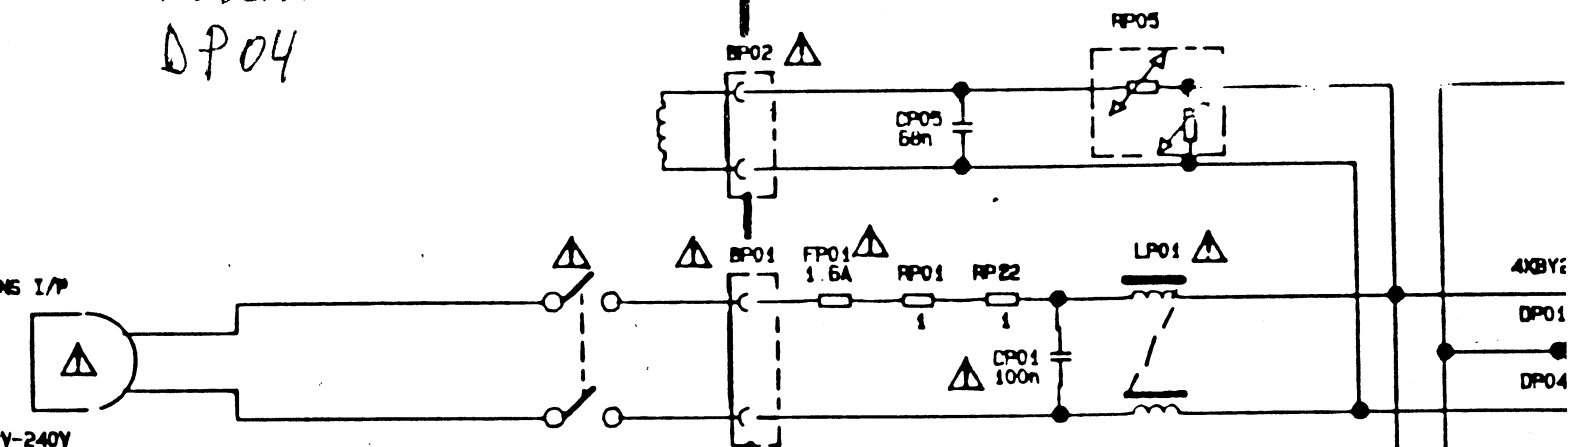 DP04
RP05
BP02
CP05
68n
BP01
FP01
1.6A
RP01
1
RP22
1
LP01
CP01
100n
NS I/P
V-240V
4XBY2
DP01
DP04